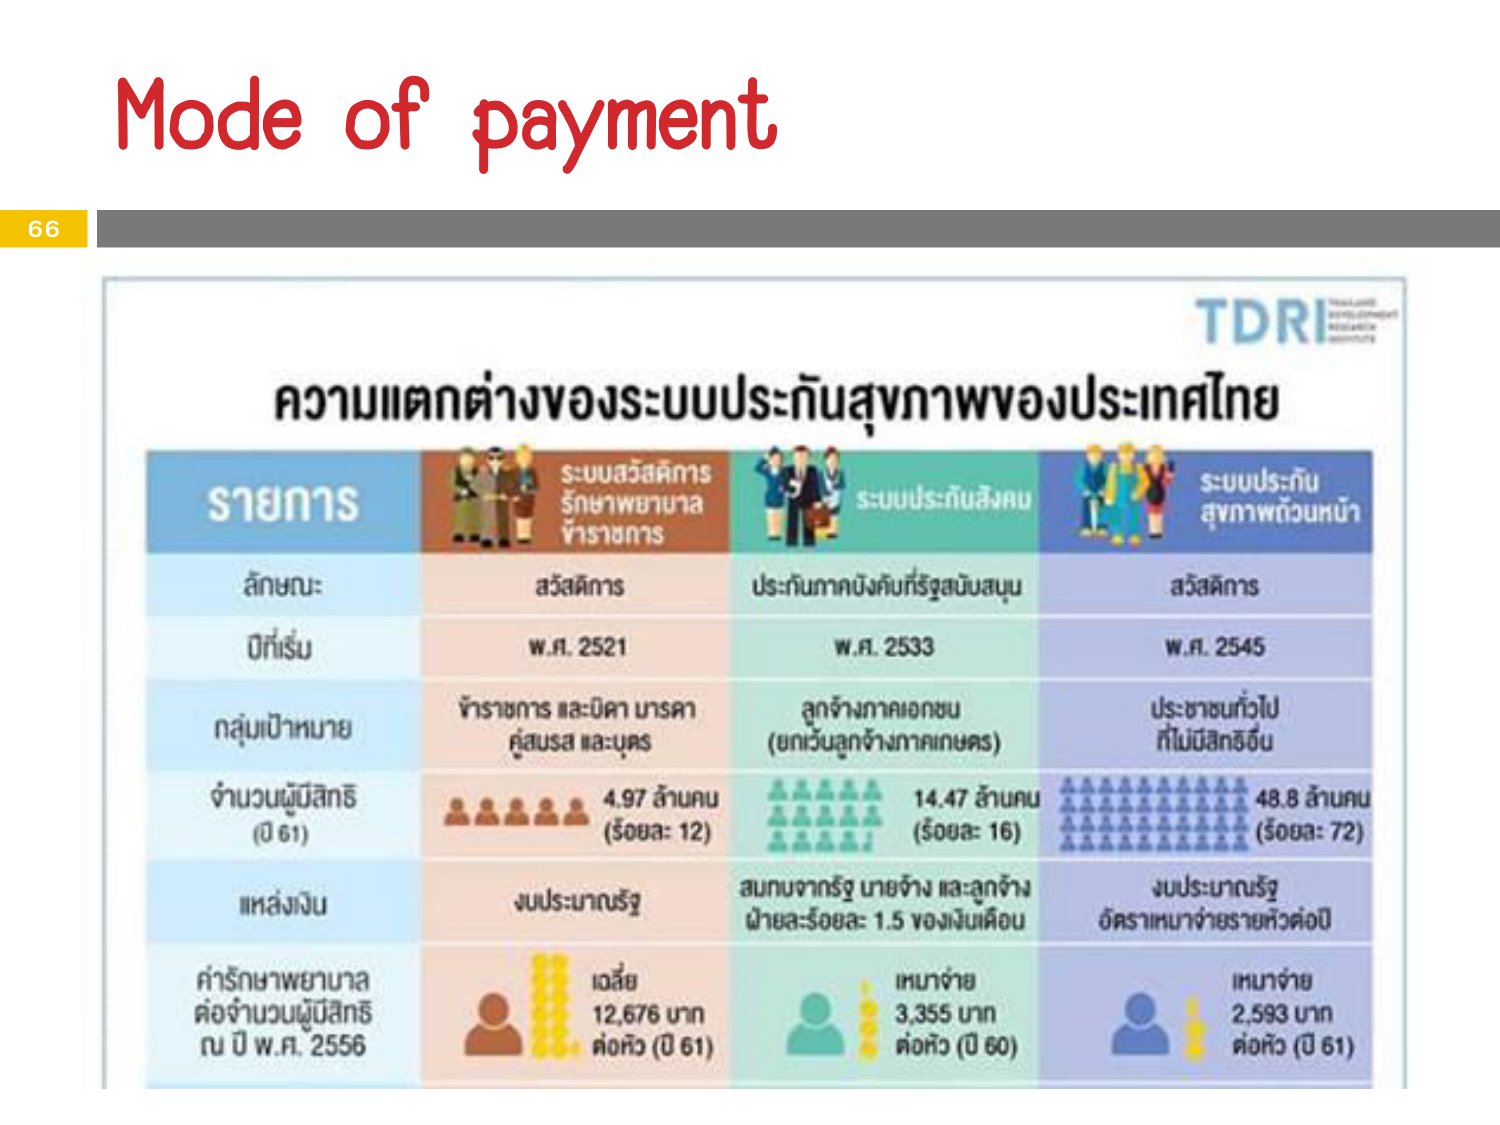 Mode of payment
66
TDRI THAILAND
DEVELOPMENT
RESEARCH
INSTITUTE
ความแตกต่างของระบบประกันสุขภาพของประเทศไทย
รายการ
ระบบสวัสดิการ
รักษาพยาบาล
ข้าราชการ
ระบบประกันสังคม
ระบบประกัน
สุขภาพถ้วนหน้า
ลักษณะ
สวัสดิการ
ประกันภาคบังคับที่รัฐสนับสนุน
สวัสดิการ
ปีที่เริ่ม
พ.ศ. 2521
พ.ศ. 2533
พ.ศ. 2545
กลุ่มเป้าหมาย
ข้าราชการ และบิดา มารดา
คู่สมรส และบุตร
ลูกจ้างภาคเอกชน
(ยกเว้นลูกจ้างภาคเกษตร)
ประชาชนทั่วไป
ที่ไม่มีสิทธิอื่น
จำนวนผู้มีสิทธิ
(ปี 61)
4.97 ล้านคน
(ร้อยละ 12)
14.47 ล้านคน
(ร้อยละ 16)
48.8 ล้านคน
(ร้อยละ 72)
แหล่งเงิน
งบประมาณรัฐ
สมทบจากรัฐ นายจ้าง และลูกจ้าง
ฝ่ายละร้อยละ 1.5 ของเงินเดือน
งบประมาณรัฐ
อัตราเหมาจ่ายรายหัวต่อปี
ค่ารักษาพยาบาล
ต่อจำนวนผู้มีสิทธิ
ณ ปี พ.ศ. 2556
เฉลี่ย
12,676 บาท
ต่อหัว (ปี 61)
เหมาจ่าย
3,355 บาท
ต่อหัว (ปี 60)
เหมาจ่าย
2,593 บาท
ต่อหัว (ปี 61)